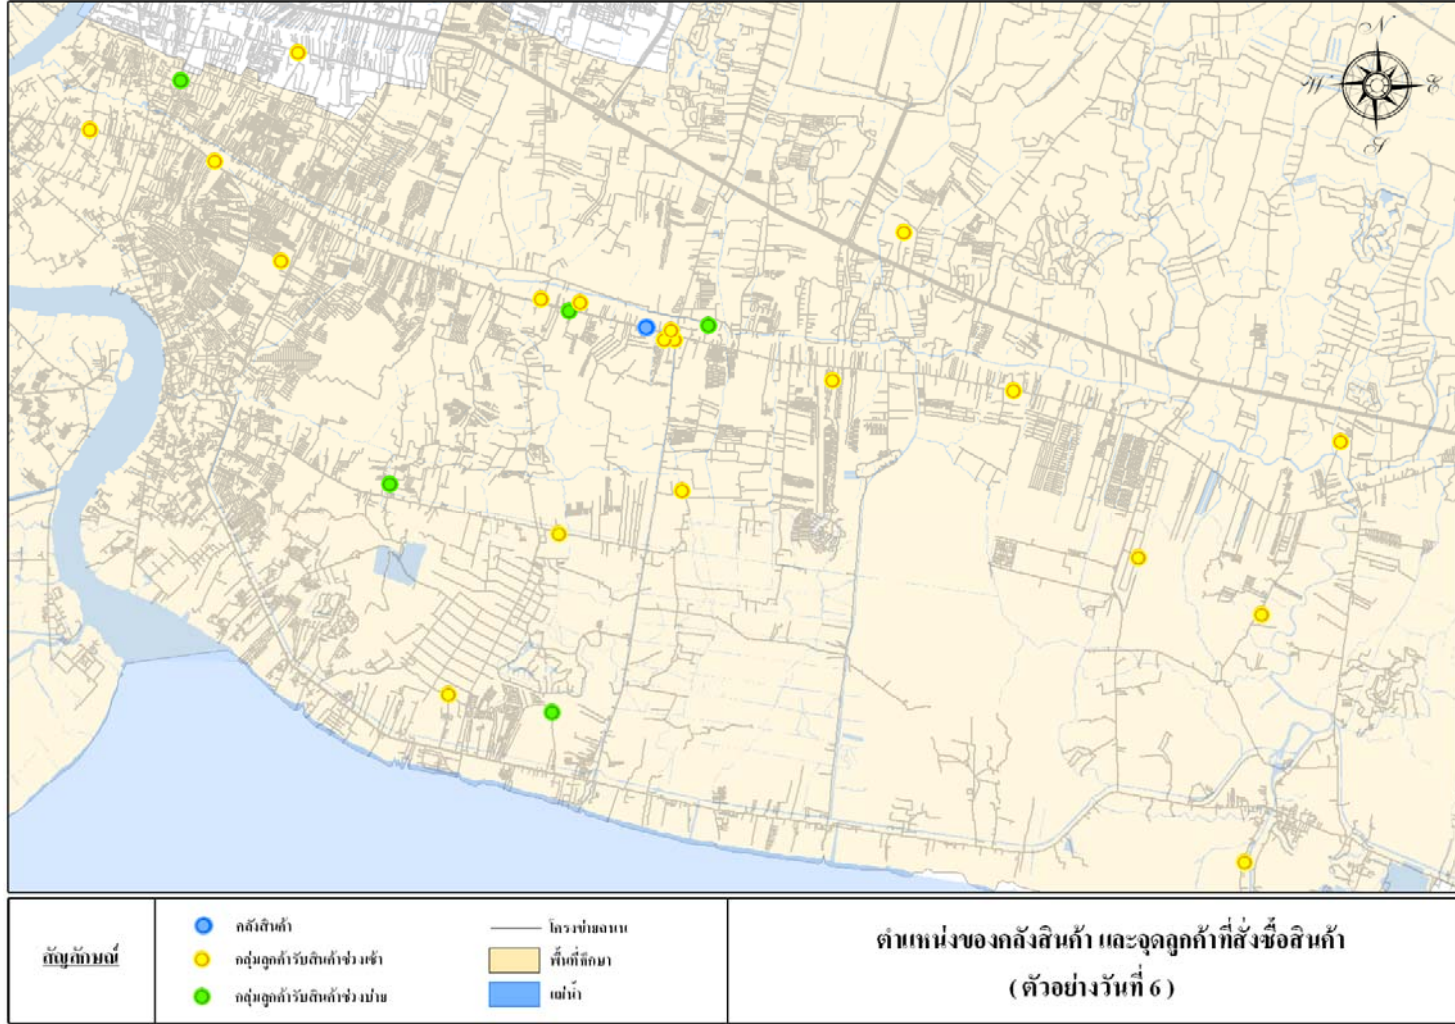 N
W
E
S
สัญลักษณ์
คลังสินค้า
กลุ่มลูกค้ารับสินค้าช่วงเช้า
กลุ่มลูกค้ารับสินค้าช่วงบ่าย
โครงข่ายถนน
พื้นที่ศึกษา
แม่น้ำ
ตำแหน่งของคลังสินค้า และจุดลูกค้าที่สั่งซื้อสินค้า
( ตัวอย่างวันที่ 6 )